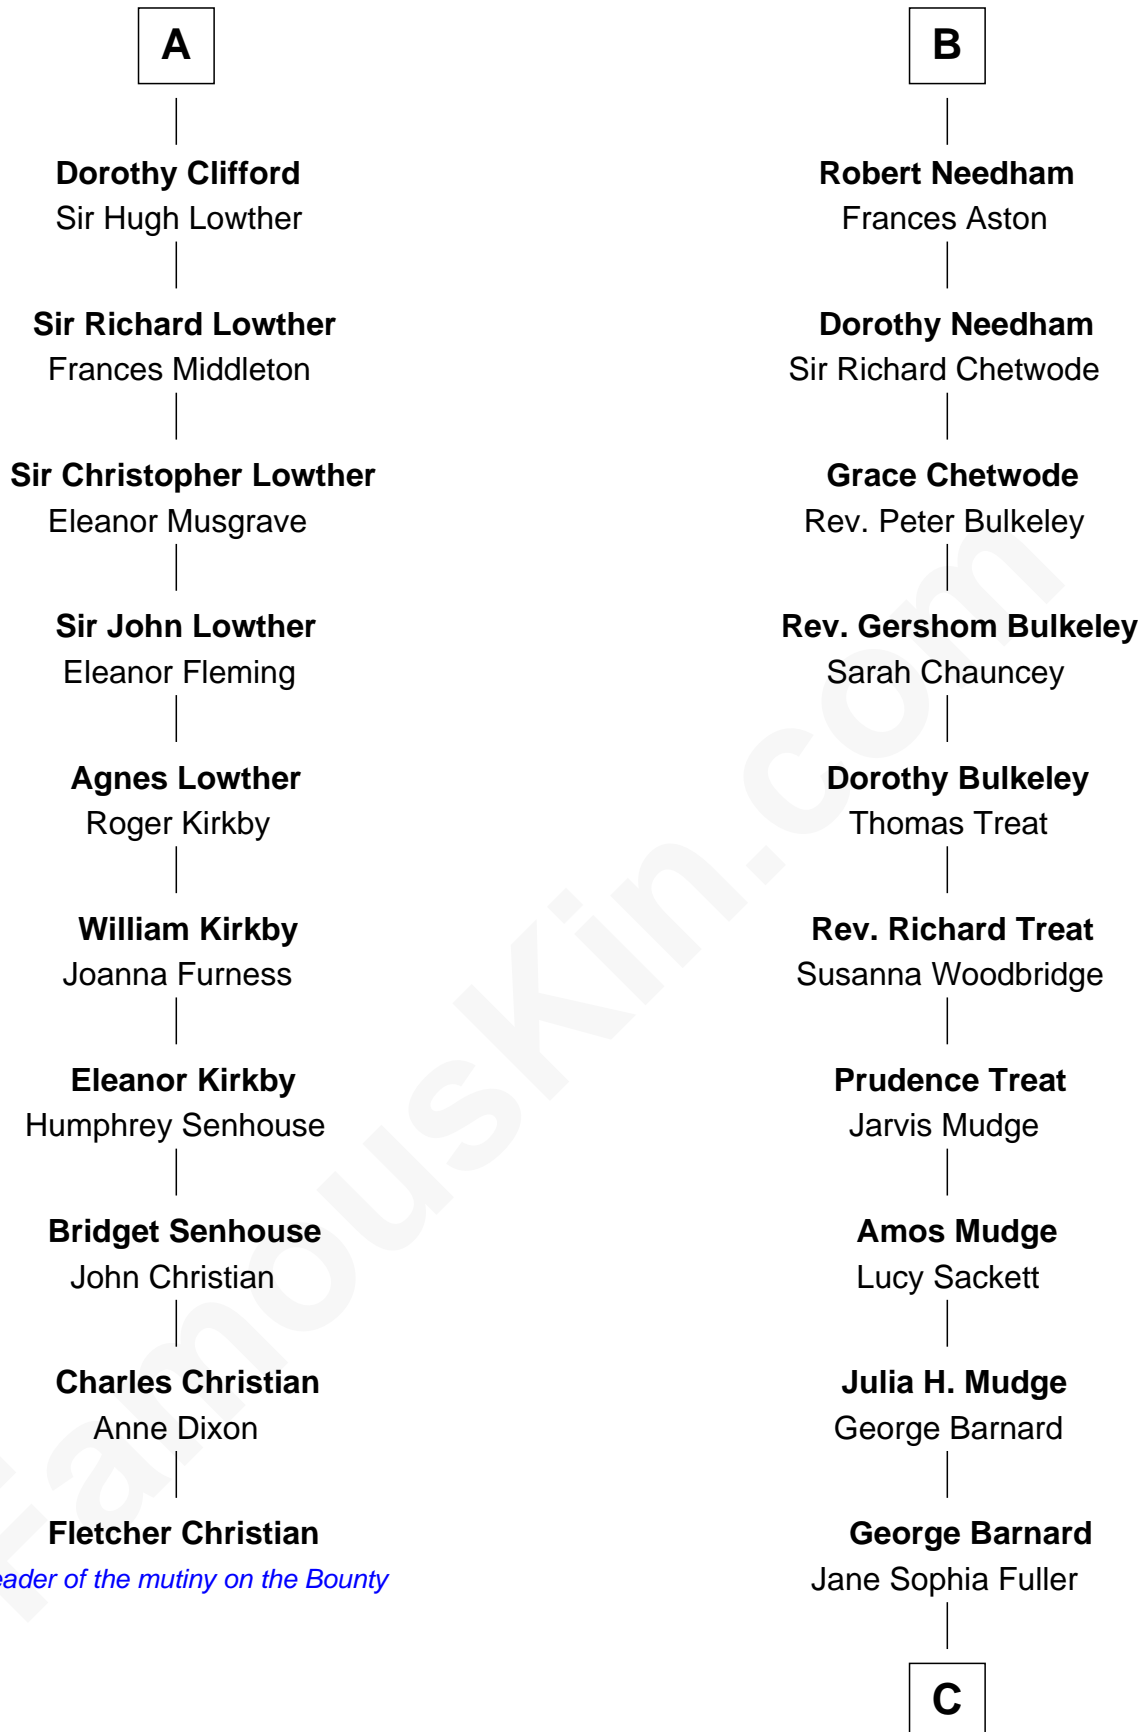 A
Dorothy Clifford
Sir Hugh Lowther
Sir Richard Lowther
Frances Middleton
Sir Christopher Lowther
Eleanor Musgrave
Sir John Lowther
Eleanor Fleming
Agnes Lowther
Roger Kirkby
William Kirkby
Joanna Furness
Eleanor Kirkby
Humphrey Senhouse
Bridget Senhouse
John Christian
Charles Christian
Anne Dixon
Fletcher Christian
eader of the mutiny on the Bounty
B
Robert Needham
Frances Aston
Dorothy Needham
Sir Richard Chetwode
Grace Chetwode
Rev. Peter Bulkeley
Rev. Gershom Bulkeley
Sarah Chauncey
Dorothy Bulkeley
Thomas Treat
Rev. Richard Treat
Susanna Woodbridge
Prudence Treat
Jarvis Mudge
Amos Mudge
Lucy Sackett
Julia H. Mudge
George Barnard
George Barnard
Jane Sophia Fuller
C
FamousKin.com